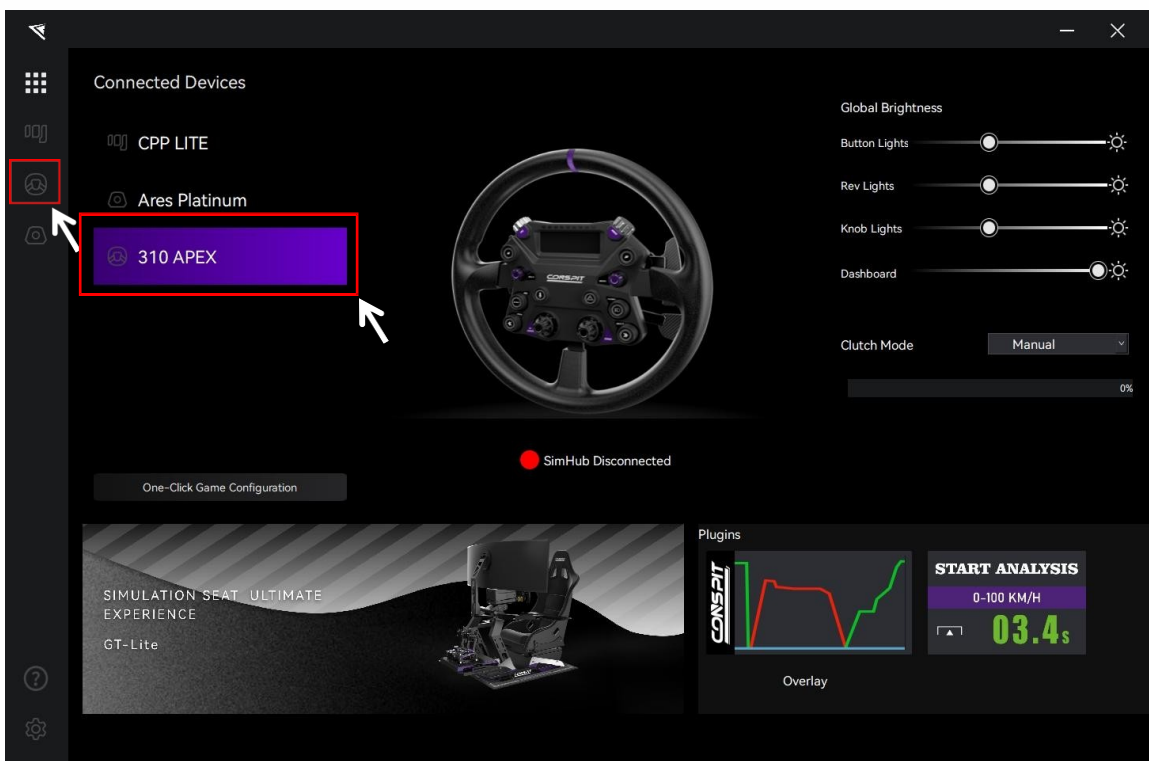 Connected Devices
CPP LITE
Ares Platinum
310 APEX
CONSPIT
SimHub Disconnected
One-Click Game Configuration
Global Brightness
Button Lights
Rev Lights
Knob Lights
Dashboard
Clutch Mode
Manual
0%
SIMULATION SEAT ULTIMATE
EXPERIENCE
GT-Lite
Plugins
CONSPIT
START ANALYSIS
0-100 KM/H
03.4s
Overlay
?